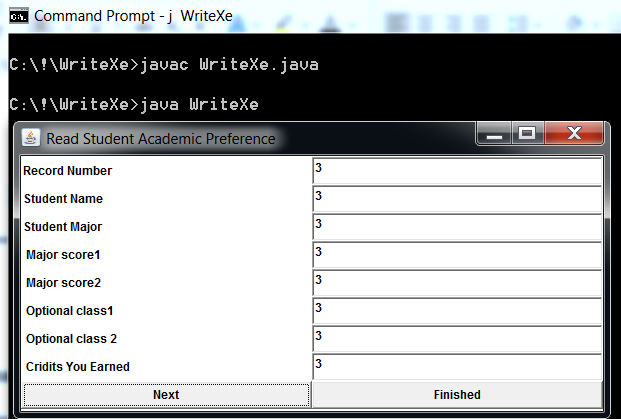 Command Prompt - j WriteXe
C:\!\WriteXe>javac WriteXe.java
C:\!\WriteXe>java WriteXe
Read Student Academic Preference
Record Number 3
Student Name 3
Student Major 3
Major score1 3
Major score2 3
Optional class1 3
Optional class 2 3
Cridits You Earned 3
Next Finished